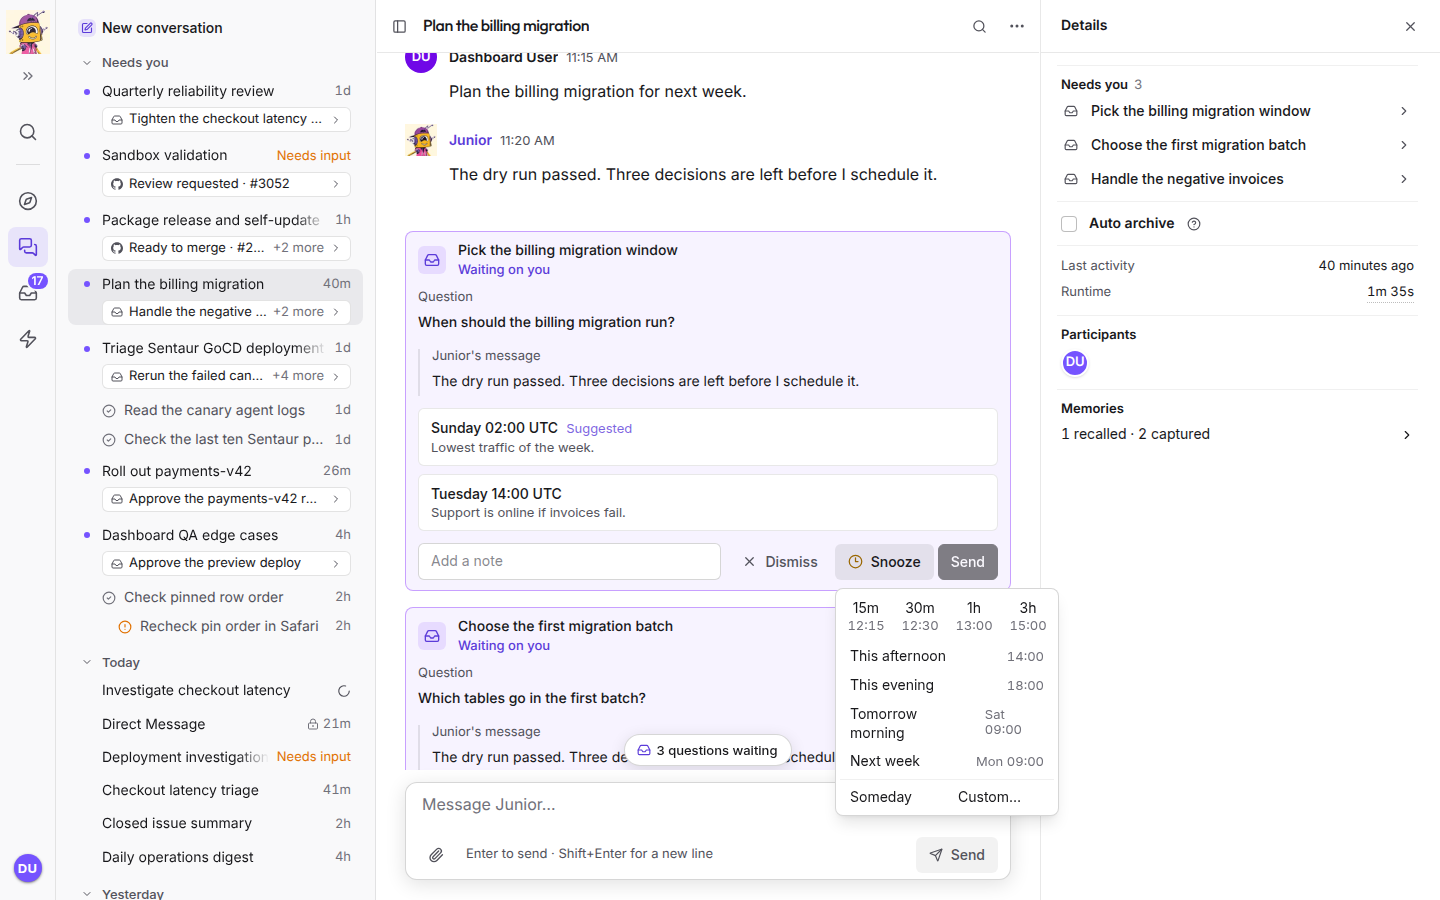 New conversation
Needs you
Quarterly reliability review 1d
Tighten the checkout latency ...
Sandbox validation Needs input
Review requested · #3052
Package release and self-update 1h
Ready to merge · #2... +2 more
Plan the billing migration 40m
Handle the negative ... +2 more
Triage Sentaur GoCD deployment 1d
Rerun the failed can... +4 more
Read the canary agent logs 1d
Check the last ten Sentaur p... 1d
Roll out payments-v42 26m
Approve the payments-v42 r...
Dashboard QA edge cases 4h
Approve the preview deploy
Check pinned row order 2h
Recheck pin order in Safari 2h
Today
Investigate checkout latency
Direct Message 21m
Deployment investigation Needs input
Checkout latency triage 41m
Closed issue summary 2h
Daily operations digest 4h
Yesterday
17
DU
Plan the billing migration
DU
Dashboard User 11:15 AM
Plan the billing migration for next week.
Junior 11:20 AM
The dry run passed. Three decisions are left before I schedule it.
Pick the billing migration window
Waiting on you
Question
When should the billing migration run?
Junior's message
The dry run passed. Three decisions are left before I schedule it.
Sunday 02:00 UTC Suggested
Lowest traffic of the week.
Tuesday 14:00 UTC
Support is online if invoices fail.
Add a note
Dismiss
Snooze
Send
15m 30m 1h 3h
12:15 12:30 13:00 15:00
This afternoon 14:00
This evening 18:00
Tomorrow morning Sat 09:00
Next week Mon 09:00
Someday Custom...
Choose the first migration batch
Waiting on you
Question
Which tables go in the first batch?
Junior's message
The dry run passed. Three de
schedul
3 questions waiting
Message Junior...
Enter to send · Shift+Enter for a new line
Send
Details
Needs you 3
Pick the billing migration window
Choose the first migration batch
Handle the negative invoices
Auto archive
Last activity 40 minutes ago
Runtime 1m 35s
Participants
DU
Memories
1 recalled · 2 captured